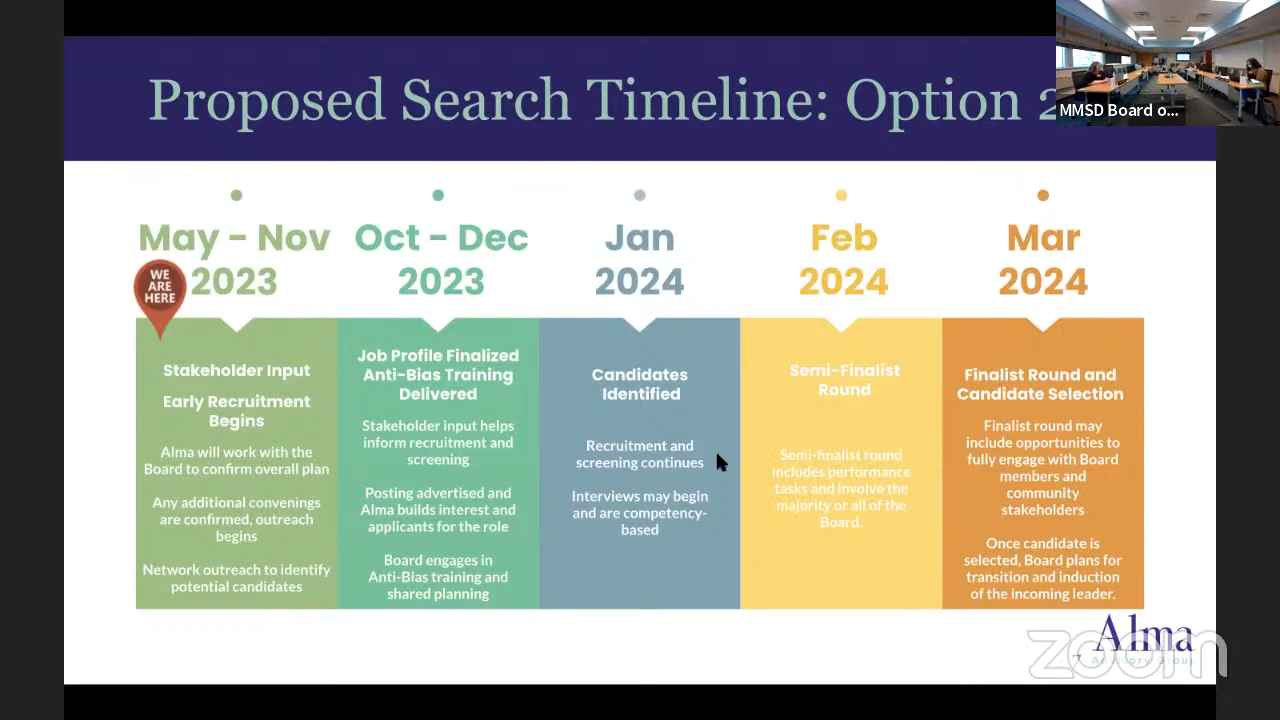 Proposed Search Timeline: Option 2
MMSD Board o...
May - Nov
2023
Oct - Dec
2023
Jan
2024
Feb
2024
Mar
2024
WE
ARE
HERE
Stakeholder Input
Early Recruitment
Begins
Alma will work with the
Board to confirm overall plan
Any additional convenings
are confirmed, outreach
begins
Network outreach to identify
potential candidates
Job Profile Finalized
Anti-Bias Training
Delivered
Stakeholder input helps
inform recruitment and
screening
Posting advertised and
Alma builds interest and
applicants for the role
Board engages in
Anti-Bias training and
shared planning
Candidates
Identified
Recruitment and
screening continues
Interviews may begin
and are competency-
based
Semi-Finalist
Round
Semi-finalist round
includes performance
tasks and involve the
majority or all of the
Board.
Finalist Round and
Candidate Selection
Finalist round may
include opportunities to
fully engage with Board
members and
community
stakeholders
Once candidate is
selected, Board plans for
transition and induction
of the incoming leader.
Alma
Advisory Group
7
zoom